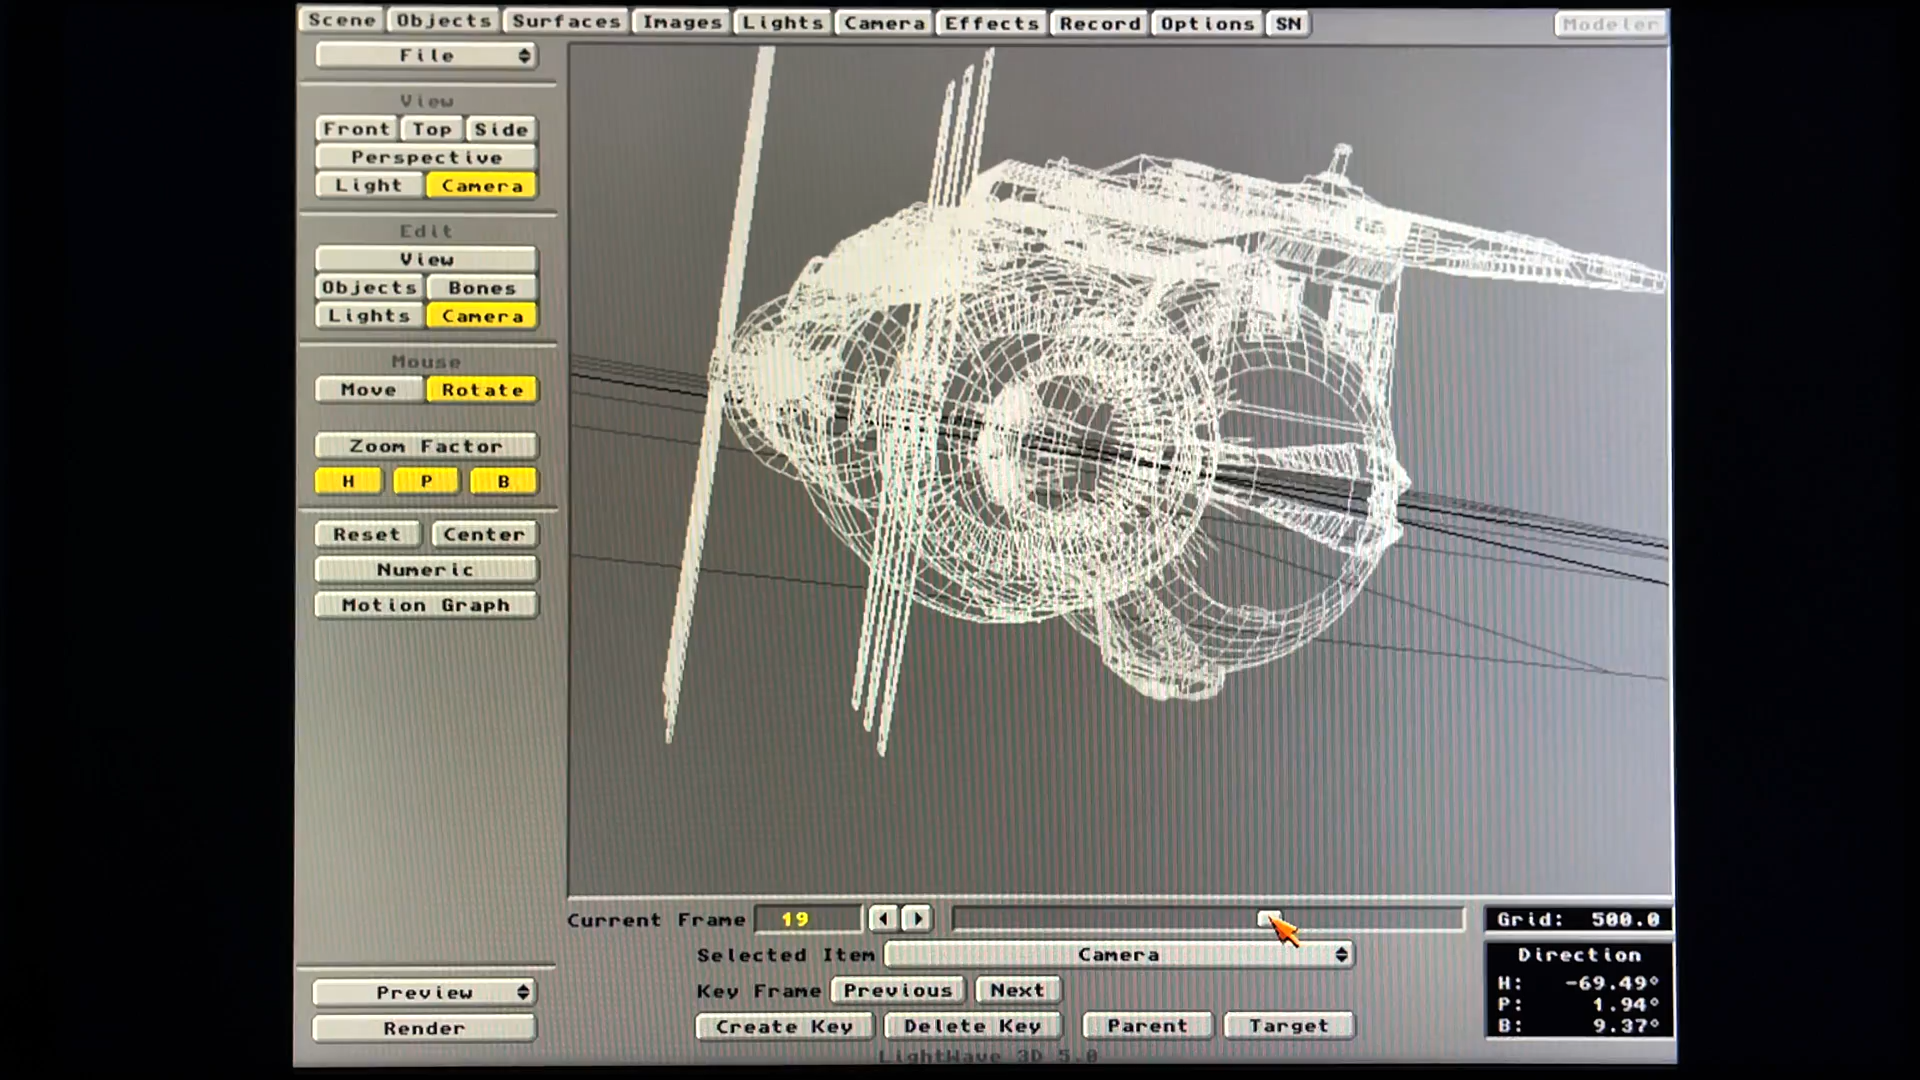 Scene Objects Surfaces Images Lights Camera Effects Record Options SN Modeler
File
View
Front Top Side
Perspective
Light Camera
Edit
View
Objects Bones
Lights Camera
Mouse
Move Rotate
Zoom Factor
H P B
Reset Center
Numeric
Motion Graph
Current Frame 19 Grid: 500.0
Selected Item Camera Direction
Preview Key Frame Previous Next H: -69.49°
P: 1.94°
Render Create Key Delete Key Parent Target B: 9.37°
LightWave 3D 5.0